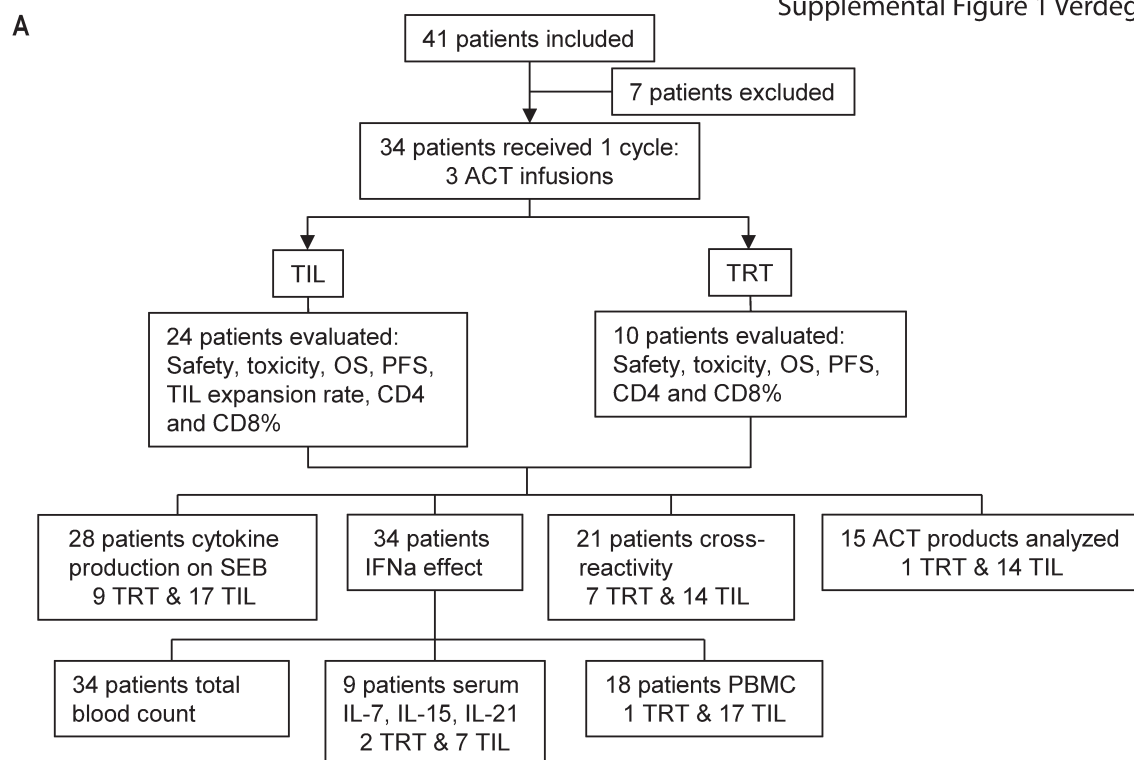 Supplemental Figure 1 Verdeg
A
41 patients included
7 patients excluded
34 patients received 1 cycle:
3 ACT infusions
TIL
TRT
24 patients evaluated:
Safety, toxicity, OS, PFS,
TIL expansion rate, CD4
and CD8%
10 patients evaluated:
Safety, toxicity, OS, PFS,
CD4 and CD8%
28 patients cytokine
production on SEB
9 TRT & 17 TIL
34 patients
IFNa effect
21 patients cross-
reactivity
7 TRT & 14 TIL
15 ACT products analyzed
1 TRT & 14 TIL
34 patients total
blood count
9 patients serum
IL-7, IL-15, IL-21
2 TRT & 7 TIL
18 patients PBMC
1 TRT & 17 TIL